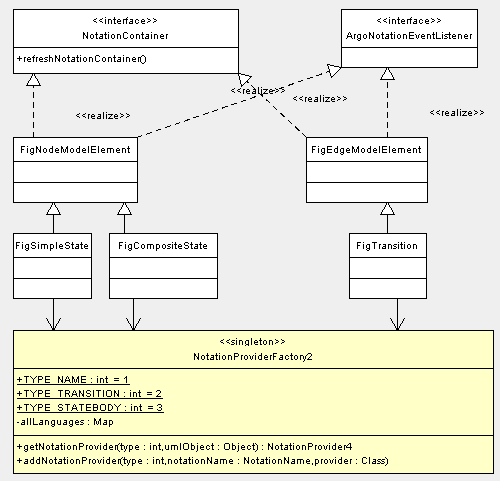 <<interface>>
NotationContainer
+refreshNotationContainer()
<<interface>>
ArgoNotationEventListener
<<realize>>
<<realize>>
<<realize>>
<<realize>>
FigNodeModelElement
FigEdgeModelElement
FigSimpleState
FigCompositeState
FigTransition
<<singleton>>
NotationProviderFactory2
+TYPE_NAME : int = 1
+TYPE_TRANSITION : int = 2
+TYPE_STATEBODY : int = 3
-allLanguages : Map
+getNotationProvider(type : int,umlObject : Object) : NotationProvider4
+addNotationProvider(type : int,notationName : NotationName,provider : Class)